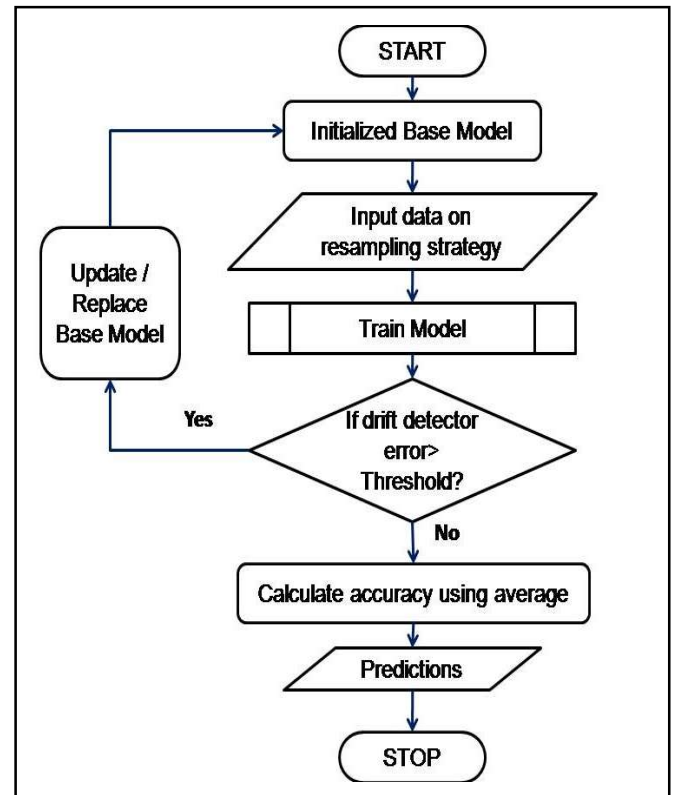 START
Initialized Base Model
Input data on
resampling strategy
Update /
Replace
Base Model
Train Model
If drift detector
error>
Threshold?
Yes
No
Calculate accuracy using average
Predictions
STOP